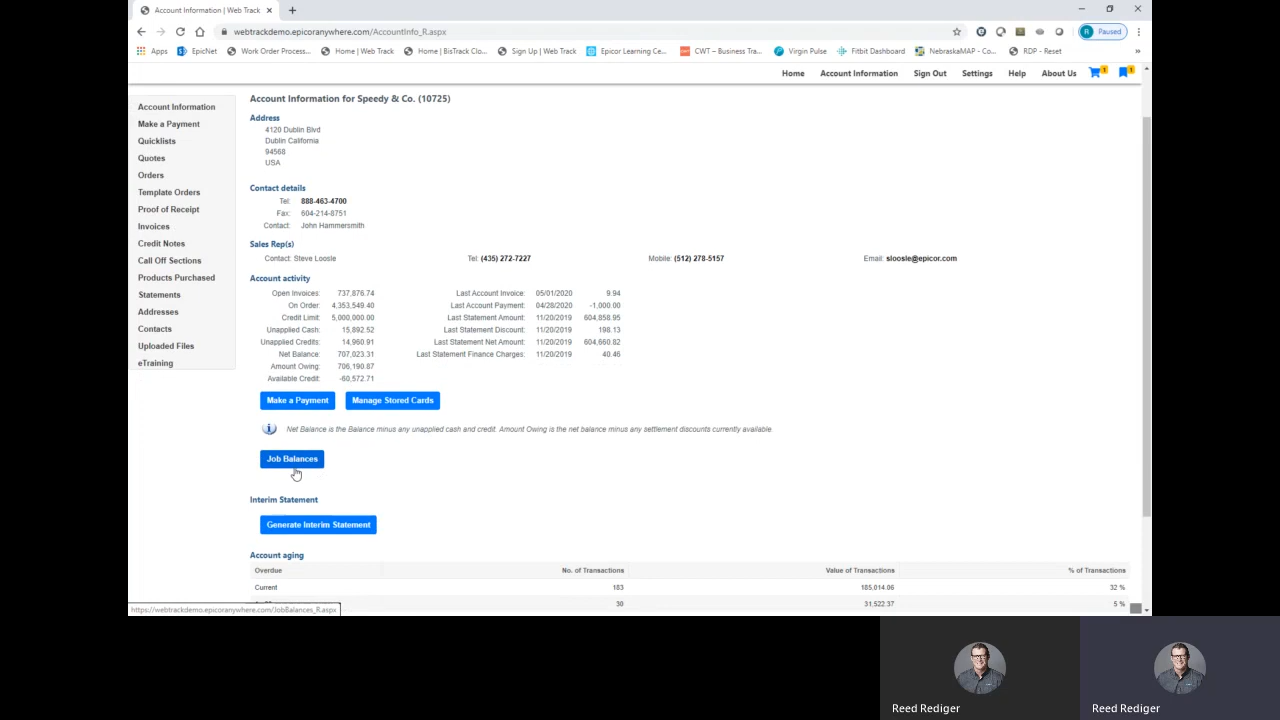 Account Information | Web Track
webtrackdemo.epicoranywhere.com/AccountInfo_R.aspx
Paused
Apps EpicNet Work Order Process... Home | Web Track Home | BisTrack Clo... Sign Up | Web Track Epicor Learning Ce... CWT – Business Tra... Virgin Pulse Fitbit Dashboard NebraskaMAP - Co... RDP - Reset »
Home Account Information Sign Out Settings Help About Us 1 1
Account Information
Make a Payment
Quicklists
Quotes
Orders
Template Orders
Proof of Receipt
Invoices
Credit Notes
Call Off Sections
Products Purchased
Statements
Addresses
Contacts
Uploaded Files
eTraining
Account Information for Speedy & Co. (10725)
Address
4120 Dublin Blvd
Dublin California
94568
USA
Contact details
Tel: 888-463-4700
Fax: 604-214-8751
Contact: John Hammersmith
Sales Rep(s)
Contact: Steve Loosle Tel: (435) 272-7227 Mobile: (512) 278-5157 Email: sloosle@epicor.com
Account activity
Open Invoices: 737,876.74 Last Account Invoice: 05/01/2020 9.94
On Order: 4,353,549.40 Last Account Payment: 04/28/2020 -1,000.00
Credit Limit: 5,000,000.00 Last Statement Amount: 11/20/2019 604,858.95
Unapplied Cash: 15,892.52 Last Statement Discount: 11/20/2019 198.13
Unapplied Credits: 14,960.91 Last Statement Net Amount: 11/20/2019 604,660.82
Net Balance: 707,023.31 Last Statement Finance Charges: 11/20/2019 40.46
Amount Owing: 706,190.87
Available Credit: -60,572.71
Make a Payment Manage Stored Cards
Net Balance is the Balance minus any unapplied cash and credit. Amount Owing is the net balance minus any settlement discounts currently available.
Job Balances
Interim Statement
Generate Interim Statement
Account aging
Overdue No. of Transactions Value of Transactions % of Transactions
Current 183 185,014.06 32 %
30 31,522.37 5 %
https://webtrackdemo.epicoranywhere.com/JobBalances_R.aspx
Reed Rediger Reed Rediger